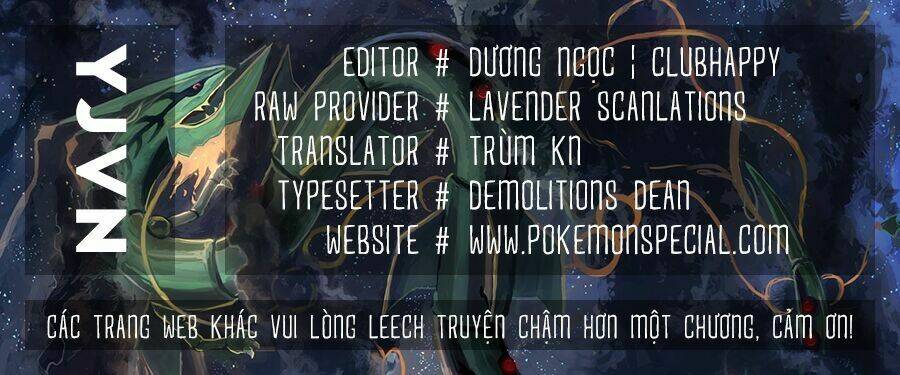 YJVN
EDITOR # DƯƠNG NGỌC ¦ CLUBHAPPY
RAW PROVIDER # LAVENDER SCANLATIONS
TRANSLATOR # TRÙM KN
TYPESETTER # DEMOLITIONS DEAN
WEBSITE # WWW.POKEMONSPECIAL.COM
CÁC TRANG WEB KHÁC VUI LÒNG LEECH TRUYỆN CHẬM HƠN MỘT CHƯƠNG, CẢM ƠN!